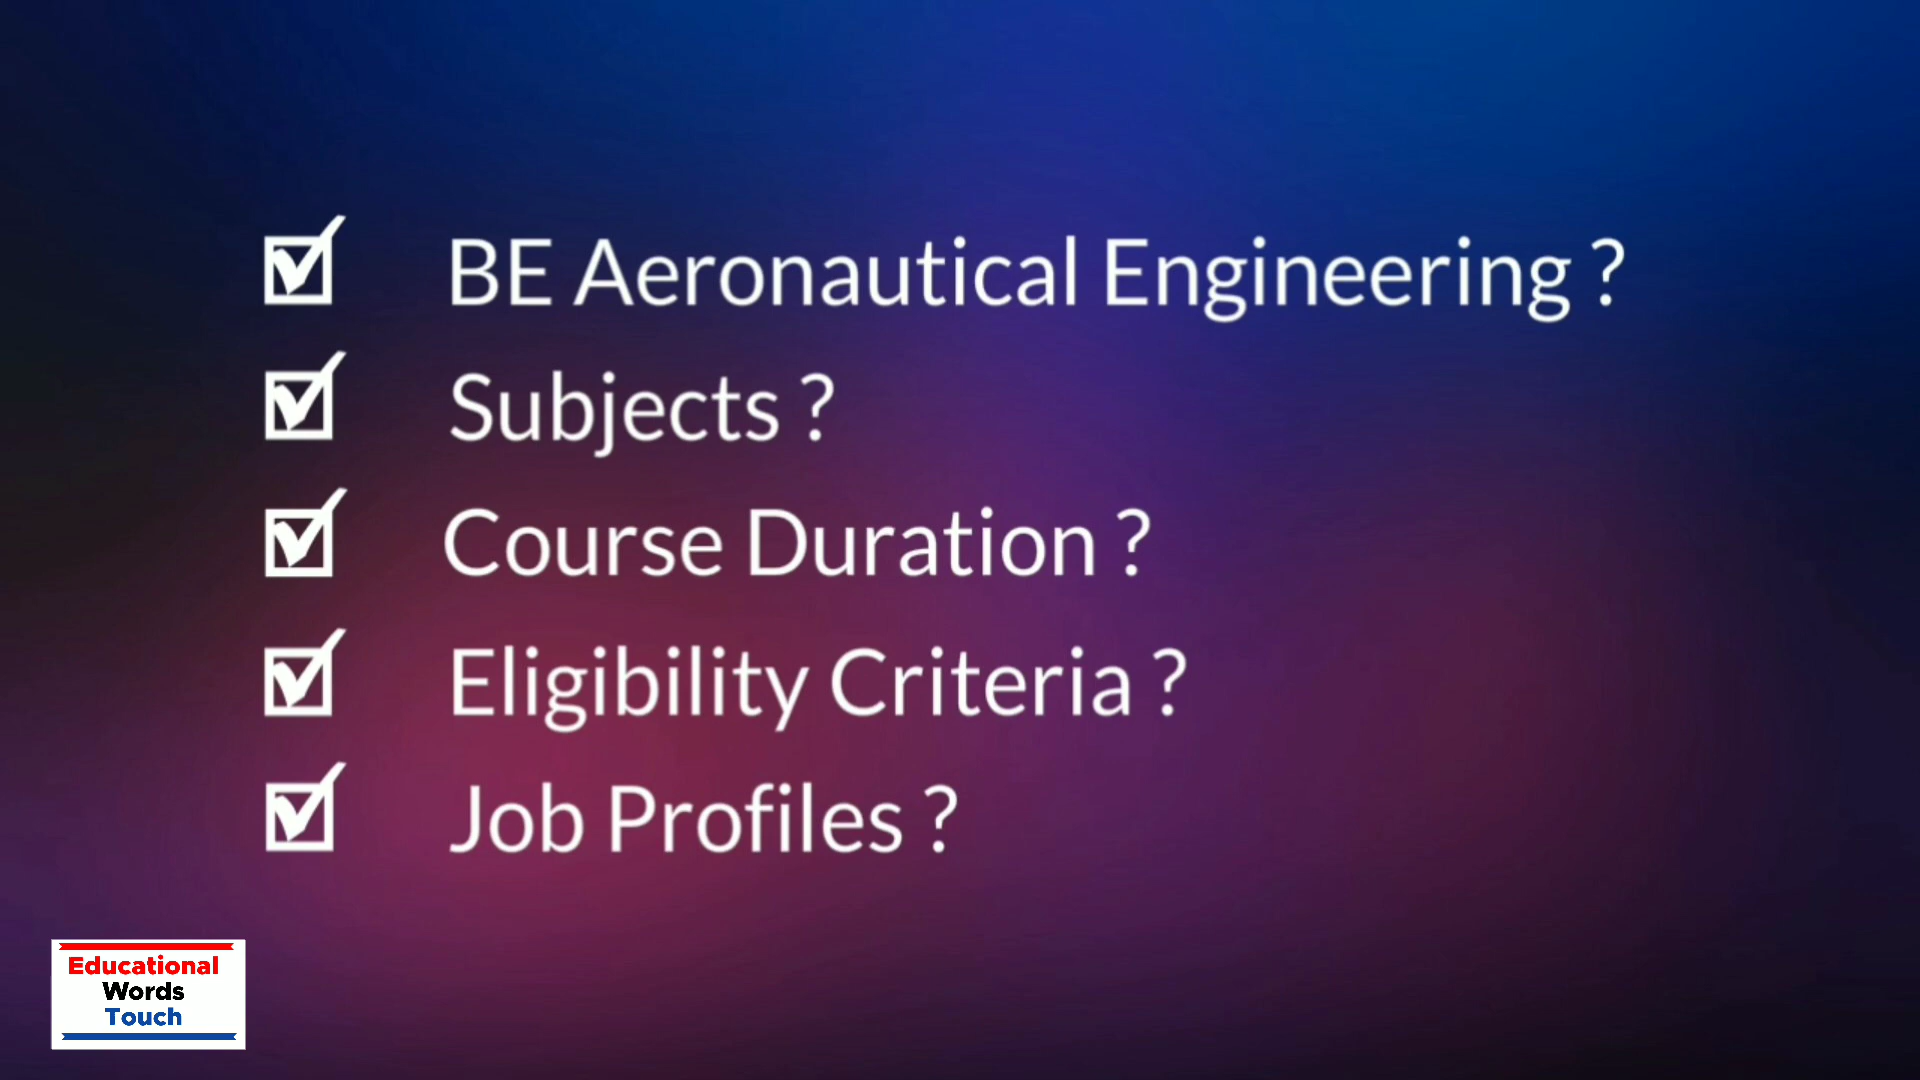 BE Aeronautical Engineering ?
Subjects ?
Course Duration ?
Eligibility Criteria ?
Job Profiles ?
Educational
Words
Touch